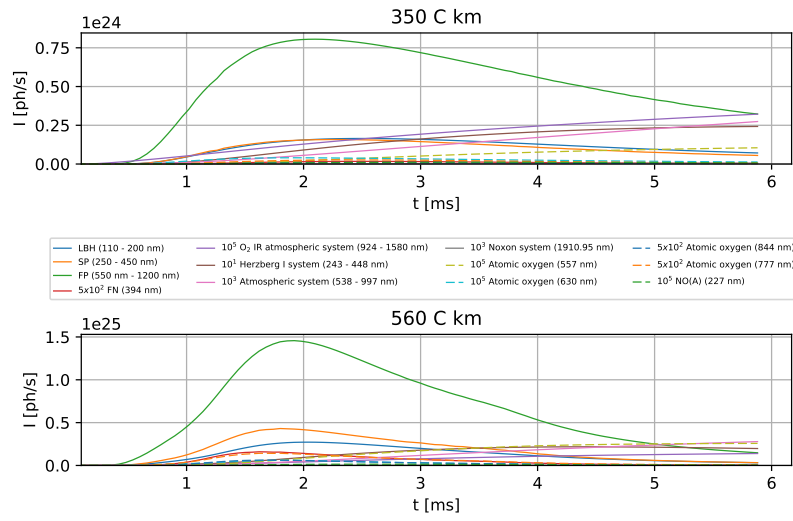 350 C km
1e24
I [ph/s]
0.75
0.50
0.25
0.00
1 2 3 4 5 6
t [ms]
LBH (110 - 200 nm)
SP (250 - 450 nm)
FP (550 nm - 1200 nm)
5x10² FN (394 nm)
10⁵ O₂ IR atmospheric system (924 - 1580 nm)
10¹ Herzberg I system (243 - 448 nm)
10³ Atmospheric system (538 - 997 nm)
10³ Noxon system (1910.95 nm)
10⁵ Atomic oxygen (557 nm)
10⁵ Atomic oxygen (630 nm)
5x10² Atomic oxygen (844 nm)
5x10² Atomic oxygen (777 nm)
10⁵ NO(A) (227 nm)
560 C km
1e25
I [ph/s]
1.5
1.0
0.5
0.0
1 2 3 4 5 6
t [ms]